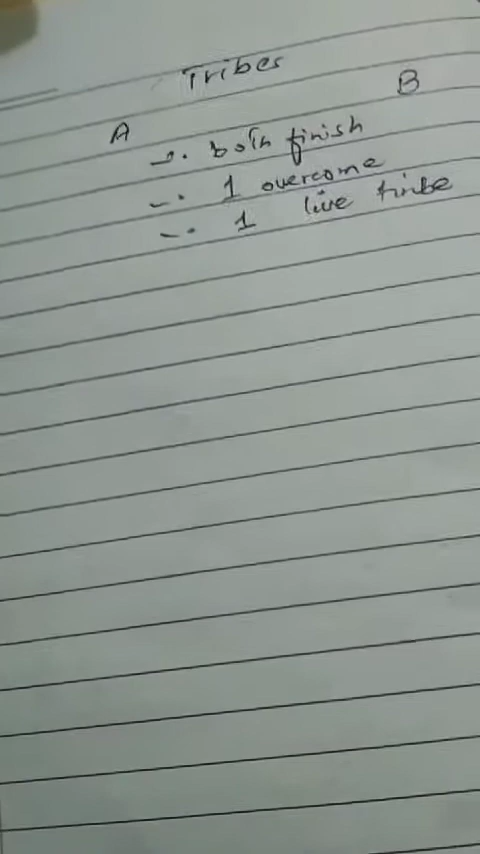 Tribes
A B
→. both finish
-. 1 overcome
-. 1 live tribe